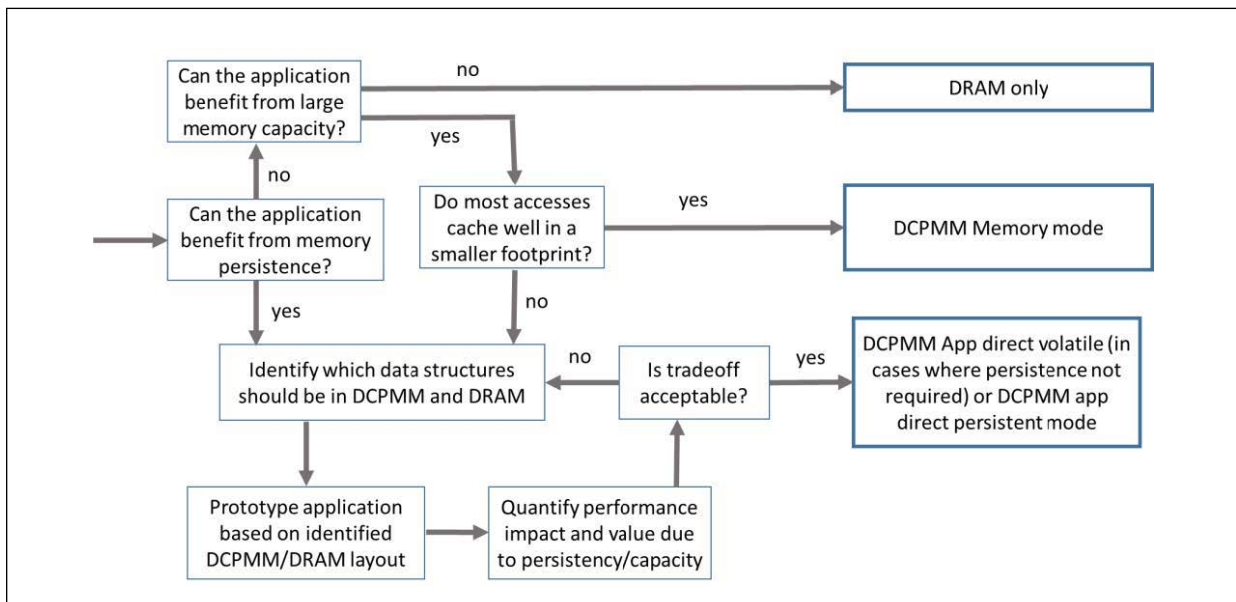 Can the application
benefit from large
memory capacity?
no
DRAM only
yes
no
Can the application
benefit from memory
persistence?
Do most accesses
cache well in a
smaller footprint?
yes
DCPMM Memory mode
yes
no
Identify which data structures
should be in DCPMM and DRAM
no
Is tradeoff
acceptable?
yes
DCPMM App direct volatile (in
cases where persistence not
required) or DCPMM app
direct persistent mode
Prototype application
based on identified
DCPMM/DRAM layout
Quantify performance
impact and value due
to persistency/capacity